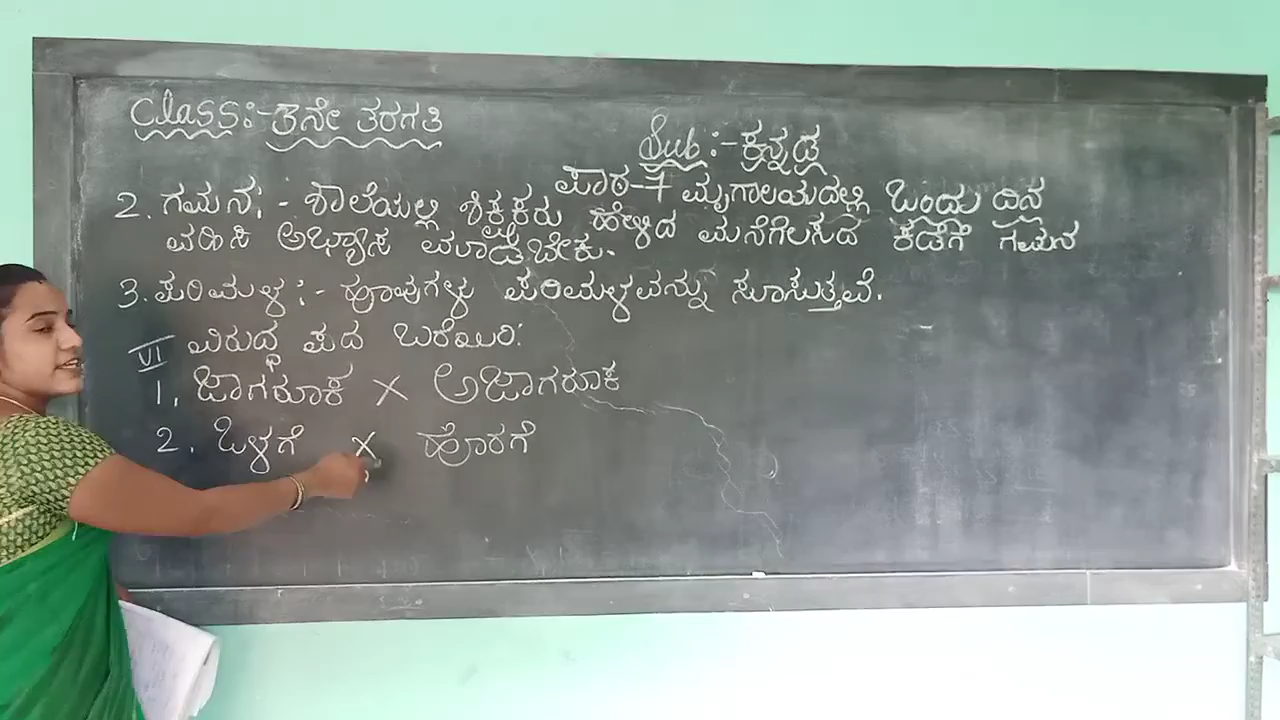 Class:- 3ನೇ ತರಗತಿ
Sub:- ಕನ್ನಡ
ಪಾಠ-7 ಮೃಗಾಲಯದಲ್ಲಿ ಒಂದು ದಿನ
2. ಗಮನ:- ಶಾಲೆಯಲ್ಲಿ ಶಿಕ್ಷಕರು ಹೇಳಿದ ಮನೆಗೆಲಸದ ಕಡೆಗೆ ಗಮನ
ವಹಿಸಿ ಅಭ್ಯಾಸ ಮಾಡಬೇಕು.
3. ಪರಿಮಳ:- ಹೂವುಗಳು ಪರಿಮಳವನ್ನು ಸೂಸುತ್ತವೆ.
VI ವಿರುದ್ಧ ಪದ ಬರೆಯಿರಿ:
1. ಜಾಗರೂಕ × ಅಜಾಗರೂಕ
2. ಒಳಗೆ × ಹೊರಗೆ